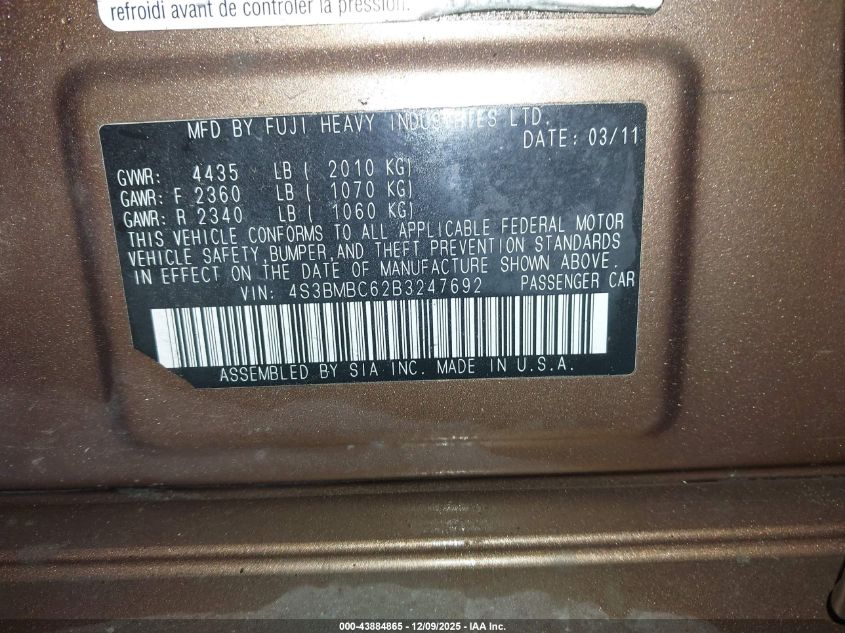 refroidi avant de contrôler la pression.
MFD BY FUJI HEAVY INDUSTRIES LTD.
DATE: 03/11
GVWR: 4435 LB ( 2010 KG)
GAWR: F 2360 LB ( 1070 KG)
GAWR: R 2340 LB ( 1060 KG)
THIS VEHICLE CONFORMS TO ALL APPLICABLE FEDERAL MOTOR
VEHICLE SAFETY, BUMPER, AND THEFT PREVENTION STANDARDS
IN EFFECT ON THE DATE OF MANUFACTURE SHOWN ABOVE.
VIN: 4S3BMBC62B3247692 PASSENGER CAR
ASSEMBLED BY SIA INC. MADE IN U.S.A.
000-43884865 - 12/09/2025 - IAA Inc.